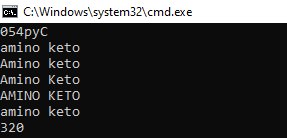 C:\Windows\system32\cmd.exe
054pyC
amino keto
Amino keto
Amino Keto
AMINO KETO
amino keto
320